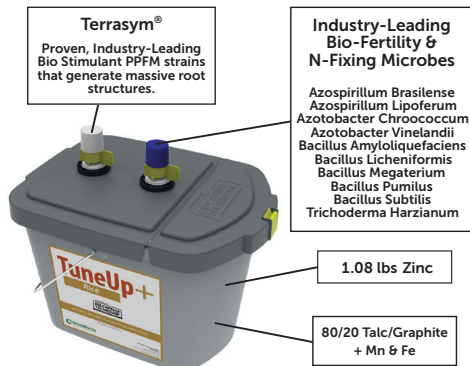 Terrasym®
Proven, Industry-Leading
Bio Stimulant PPFM strains
that generate massive root
structures.
Industry-Leading
Bio-Fertility &
N-Fixing Microbes
Azospirillum Brasilense
Azospirillum Lipoferum
Azotobacter Chroococcum
Azotobacter Vinelandii
Bacillus Amyloliquefaciens
Bacillus Licheniformis
Bacillus Megaterium
Bacillus Pumilus
Bacillus Subtilis
Trichoderma Harzianum
TuneUp+
Rice
1.08 lbs Zinc
80/20 Talc/Graphite
+ Mn & Fe